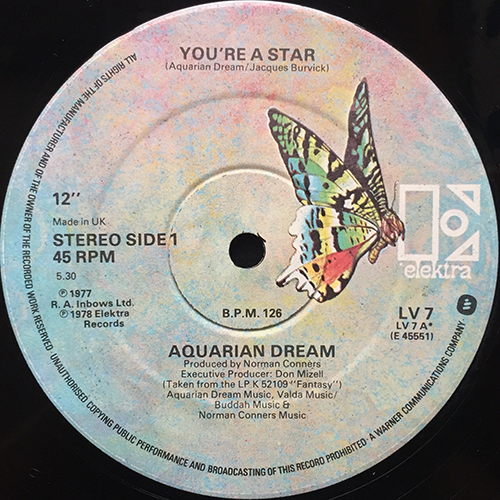 YOU'RE A STAR
(Aquarian Dream/Jacques Burvick)
12"
Made in UK
STEREO SIDE 1
45 RPM
5.30
℗ 1977
R. A. Inbows Ltd.
℗ 1978 Elektra
Records
B.P.M. 126
elektra
LV 7
LV 7 A*
(E 45551)
AQUARIAN DREAM
Produced by Norman Conners
Executive Producer: Don Mizell
(Taken from the LP K 52109 "Fantasy")
Aquarian Dream Music, Valda Music/
Buddah Music &
Norman Conners Music
ALL RIGHTS OF THE MANUFACTURER AND OF THE OWNER OF THE RECORDED WORK RESERVED UNAUTHORISED COPYING PUBLIC PERFORMANCE AND BROADCASTING OF THIS RECORD PROHIBITED · A WARNER COMMUNICATIONS COMPANY